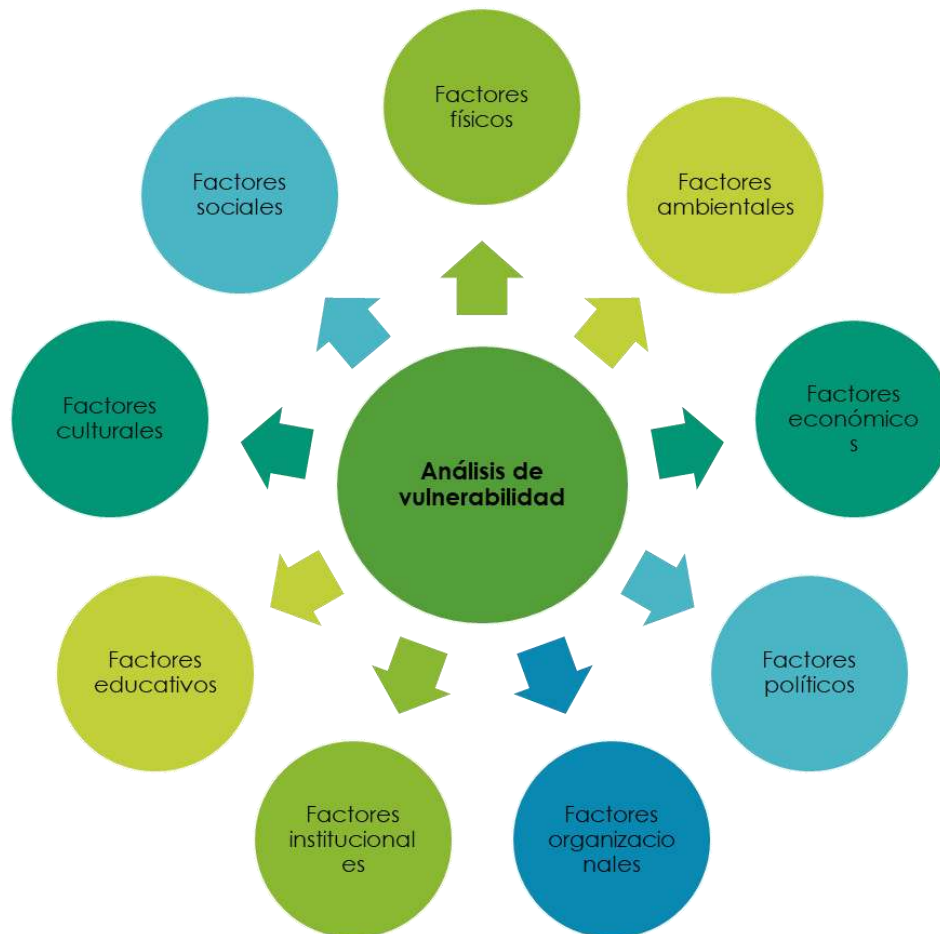 Factores
físicos
Factores
ambientales
Factores
económico
s
Factores
políticos
Factores
organizacio
nales
Factores
institucional
es
Factores
educativos
Factores
culturales
Factores
sociales
Análisis de
vulnerabilidad